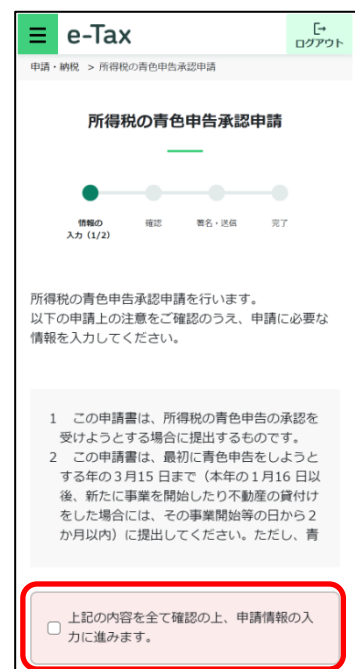 e-Tax
ログアウト
申請・納税 > 所得税の青色申告承認申請
所得税の青色申告承認申請
情報の
入力（1/2）
確認
署名・送信
完了
所得税の青色申告承認申請を行います。
以下の申請上の注意をご確認のうえ、申請に必要な
情報を入力してください。
1　この申請書は、所得税の青色申告の承認を
受けようとする場合に提出するものです。
2　この申請書は、最初に青色申告をしようと
する年の３月15 日まで（本年の１月16 日以
後、新たに事業を開始したり不動産の貸付け
をした場合には、その事業開始等の日から２
か月以内）に提出してください。ただし、青
上記の内容を全て確認の上、申請情報の入
力に進みます。